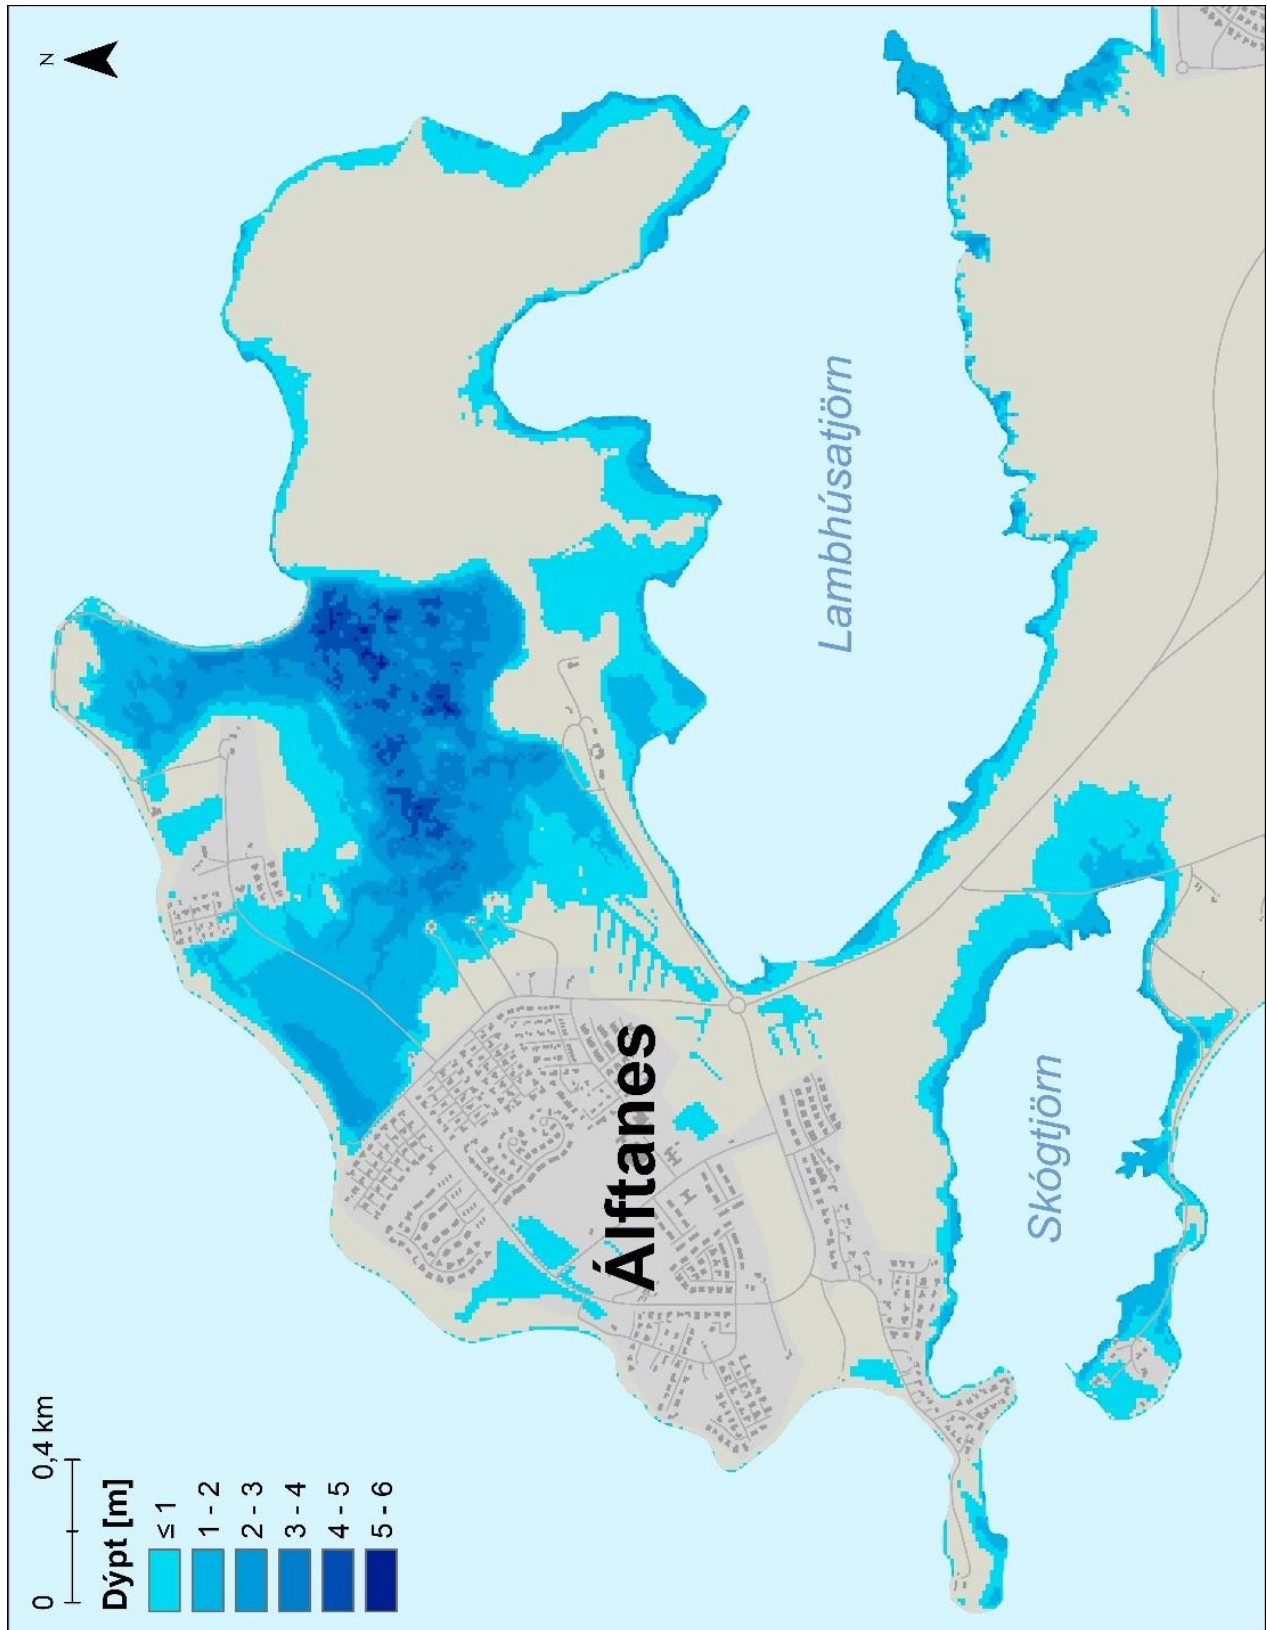 N
Lambhúsatjörn
Álftanes
Skógtjörn
0 0,4 km
Dýpt [m]
≤ 1
1 - 2
2 - 3
3 - 4
4 - 5
5 - 6